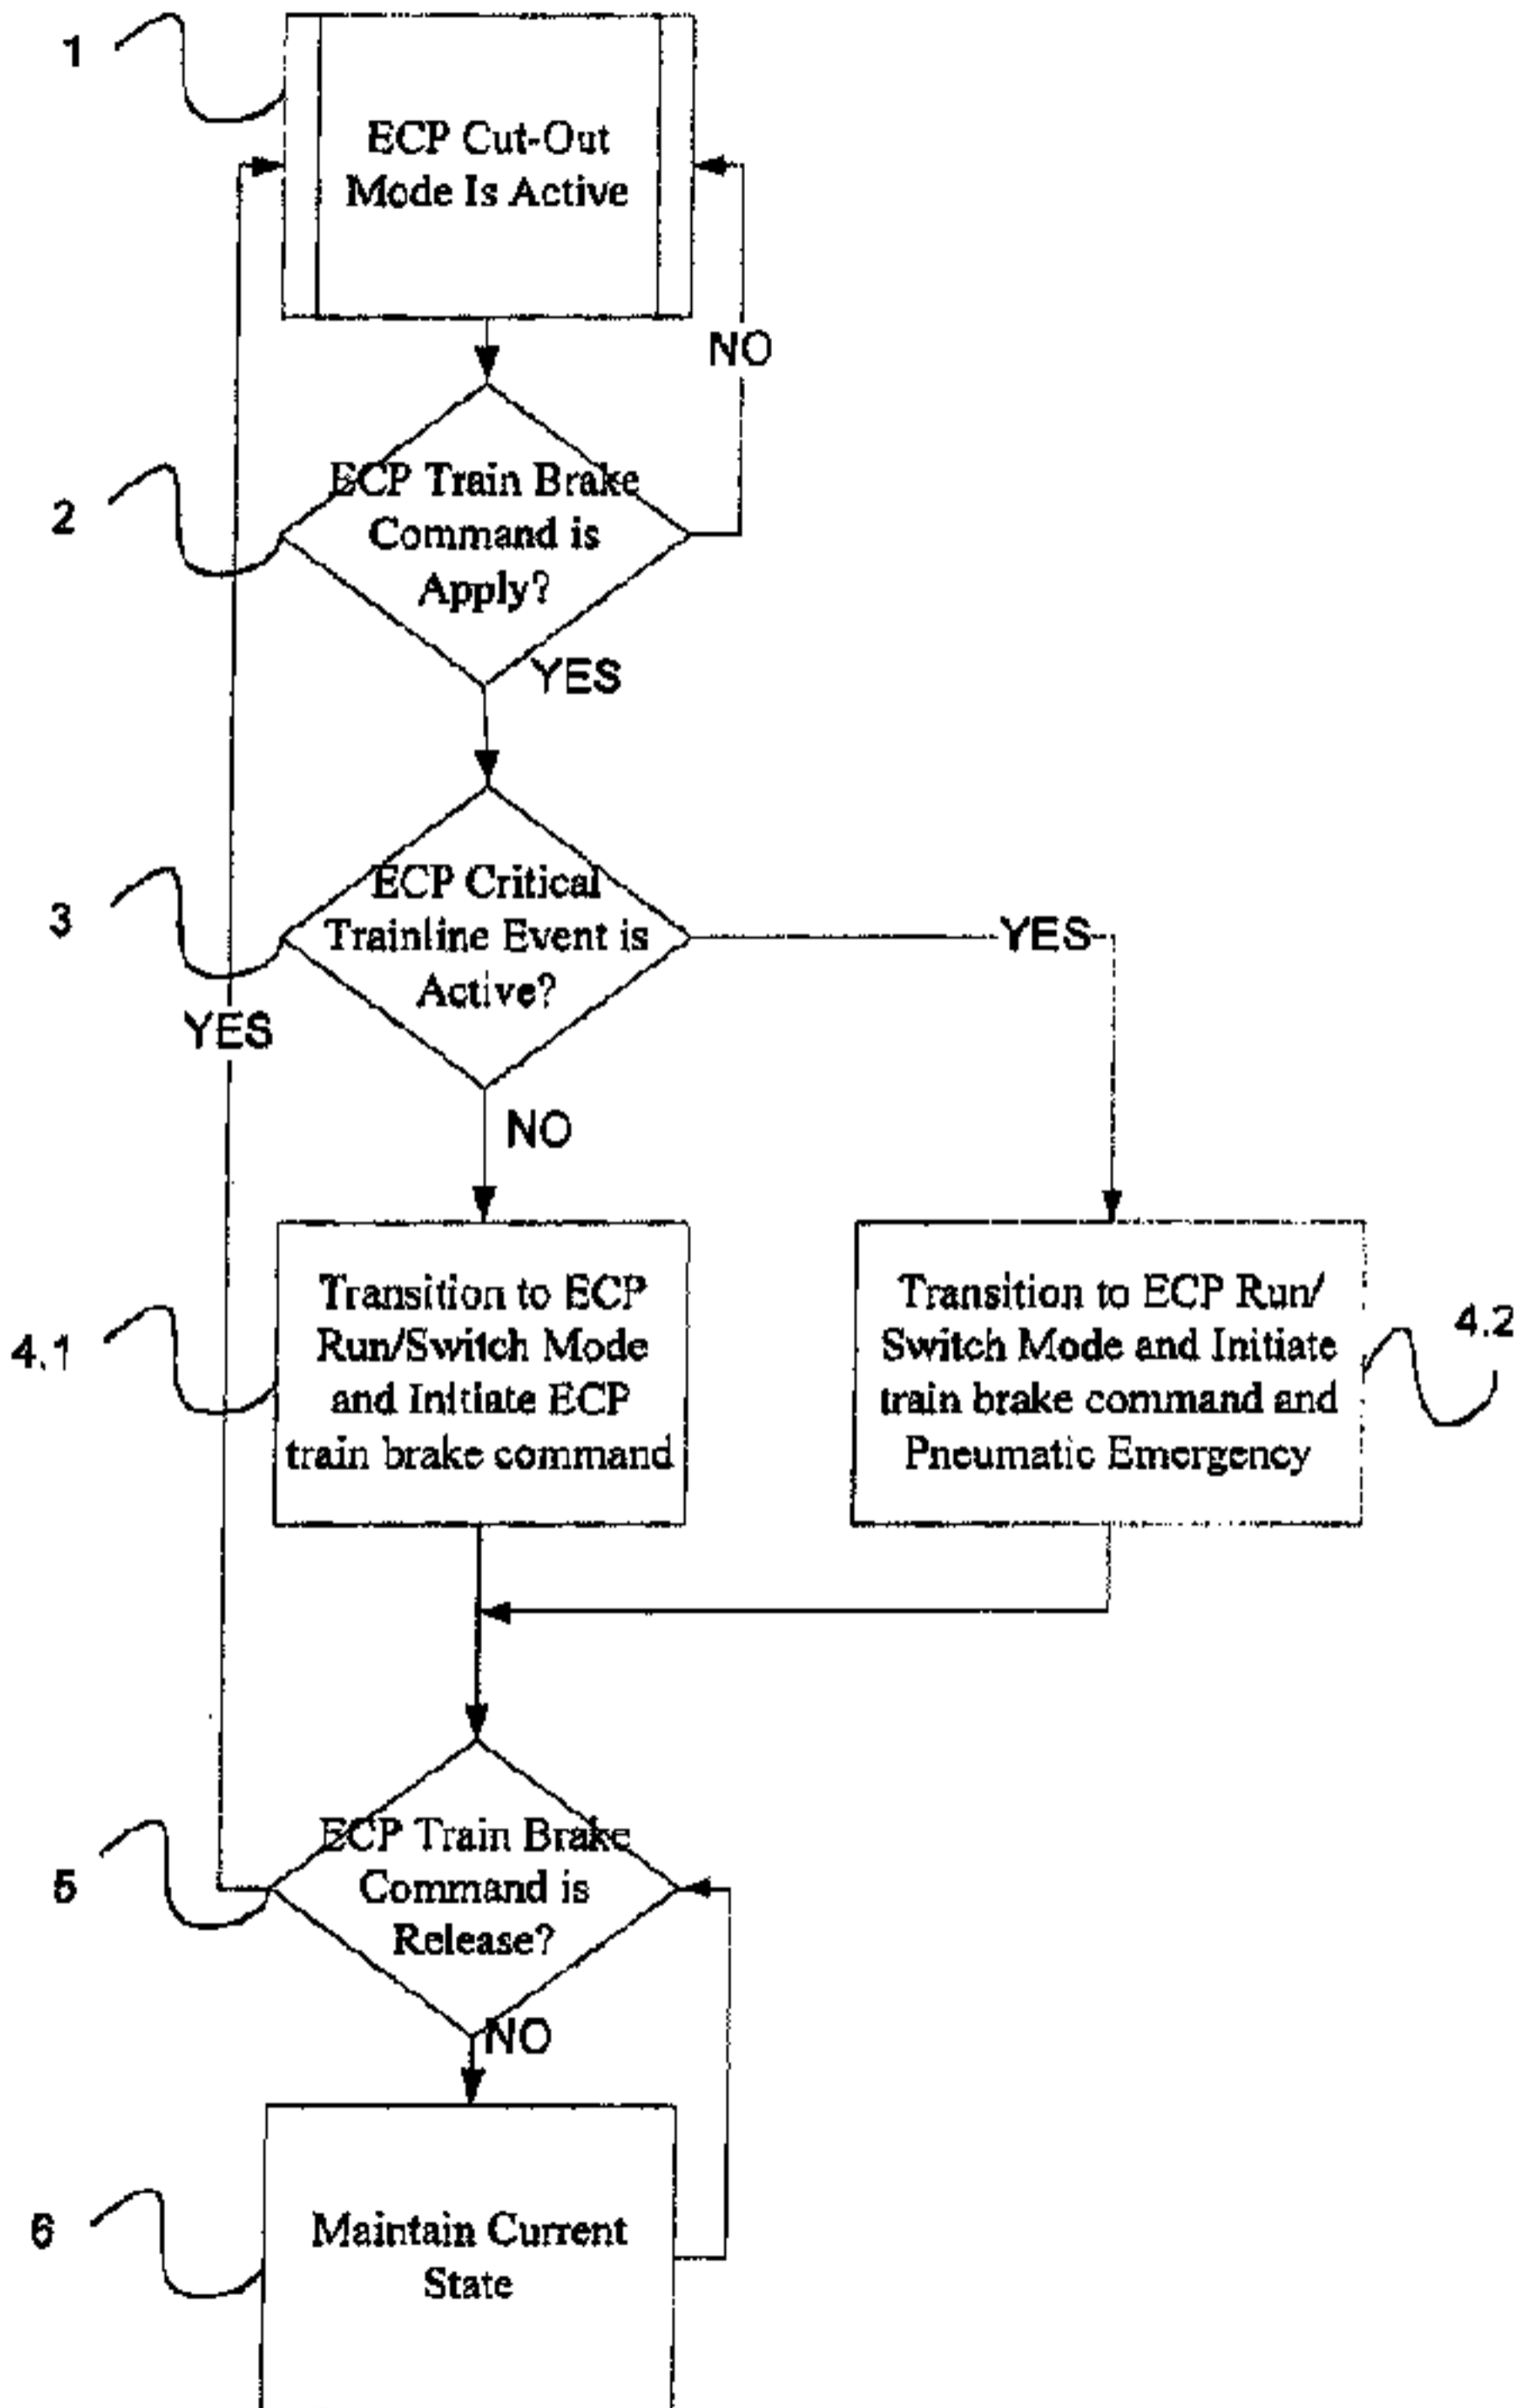 1
ECP Cut-Out
Mode Is Active
NO
2
ECP Train Brake
Command is
Apply?
YES
3
ECP Critical
Trainline Event is
Active?
YES
YES
NO
4.1
Transition to ECP
Run/Switch Mode
and Initiate ECP
train brake command
Transition to ECP Run/
Switch Mode and Initiate
train brake command and
Pneumatic Emergency
4.2
5
ECP Train Brake
Command is
Release?
NO
6
Maintain Current
State